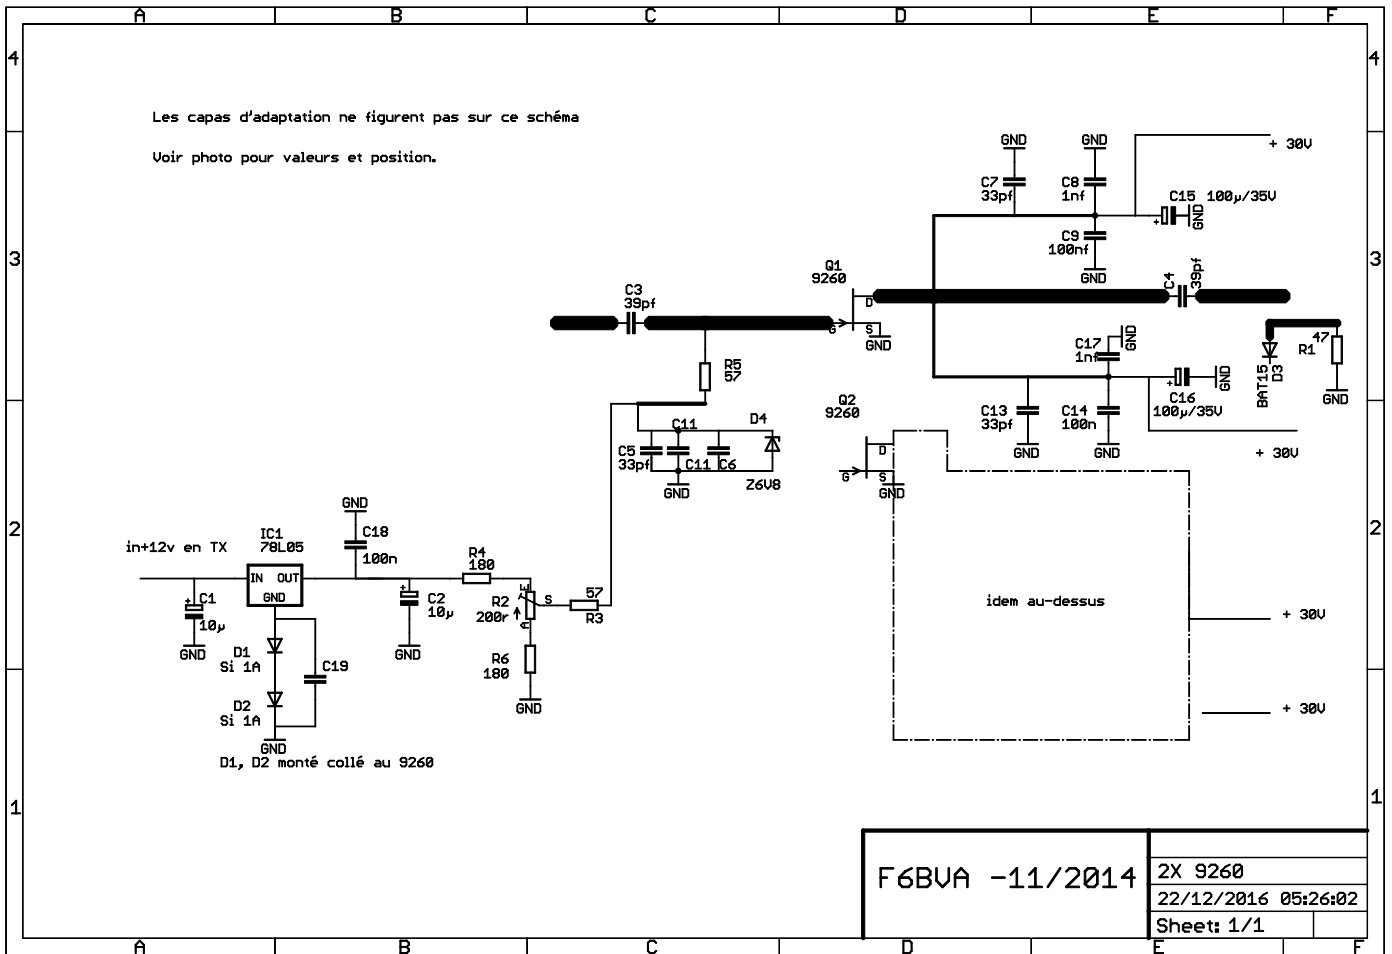 A B C D E F
4 4
Les capas d'adaptation ne figurent pas sur ce schéma
Voir photo pour valeurs et position.
GND GND
+ 30V
C7
33pf
C8
1nf
C15 100µ/35V
+
GND
C9
100nf
GND
3 3
Q1
9260
C3
39pf
C4
39pf
D
G
S
GND
C17
1nf
GND
47
R1
BAT15
D3
GND
R5
57
+
C16
100µ/35V
GND
Q2
9260
C13
33pf
C14
100n
GND GND
+ 30V
C11
D4
C5
33pf
C11 C6
Z6V8
GND
D
G
S
GND
2 2
GND
C18
100n
in+12v en TX
IC1
78L05
IN OUT
GND
R4
180
+
C1
10µ
GND
+
C2
10µ
GND
R2
200r
E
S
A
57
R3
idem au-dessus
+ 30V
D1
Si 1A
C19
R6
180
GND
D2
Si 1A
GND
+ 30V
D1, D2 monté collé au 9260
1 1
F6BVA -11/2014
2X 9260
22/12/2016 05:26:02
Sheet: 1/1
A B C D E F